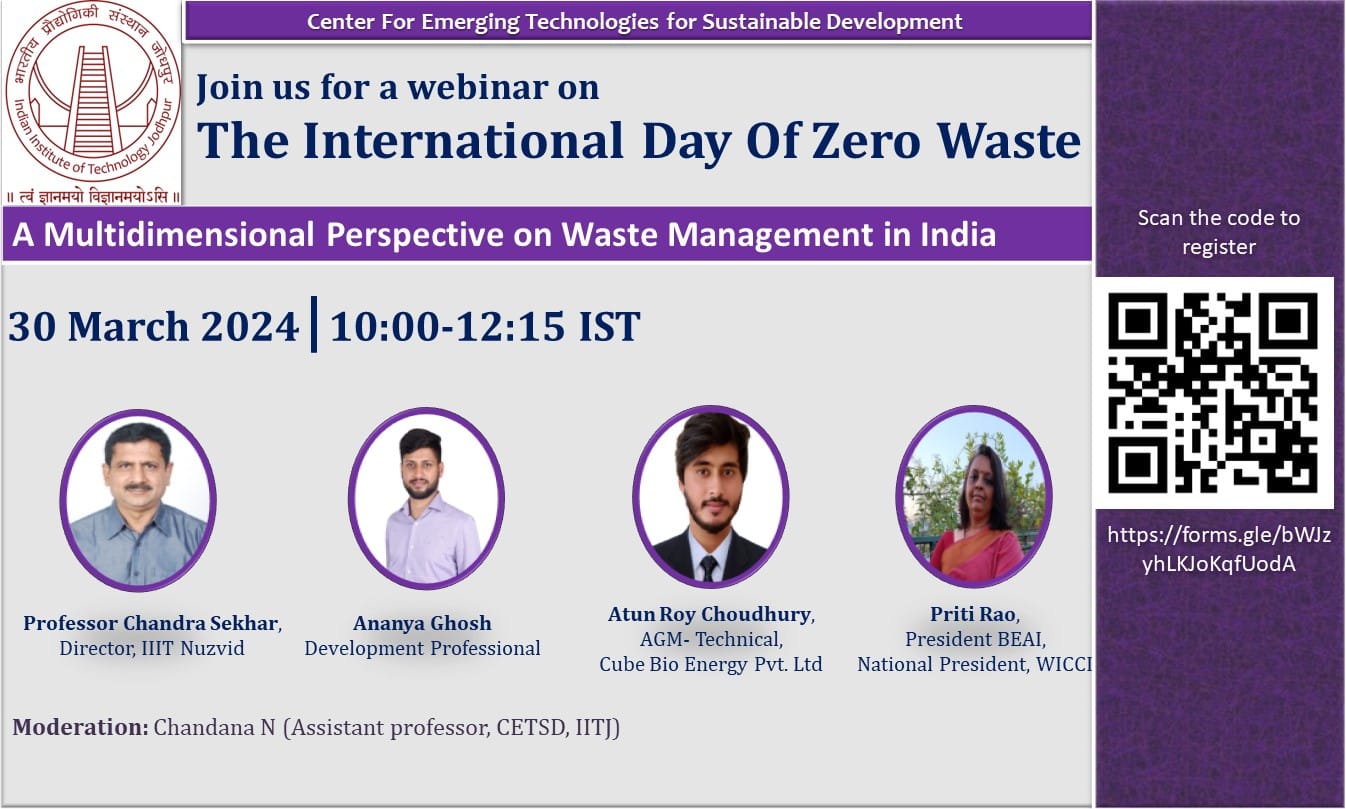 भारतीय प्रौद्योगिकी संस्थान जोधपुर
Indian Institute of Technology Jodhpur
॥ त्वं ज्ञानमयो विज्ञानमयोऽसि ॥
Center For Emerging Technologies for Sustainable Development
Join us for a webinar on
The International Day Of Zero Waste
A Multidimensional Perspective on Waste Management in India
30 March 2024 | 10:00-12:15 IST
Professor Chandra Sekhar,
Director, IIIT Nuzvid
Ananya Ghosh
Development Professional
Atun Roy Choudhury,
AGM- Technical,
Cube Bio Energy Pvt. Ltd
Priti Rao,
President BEAI,
National President, WICCI
Moderation: Chandana N (Assistant professor, CETSD, IITJ)
Scan the code to
register
https://forms.gle/bWJz
yhLKJoKqfUodA